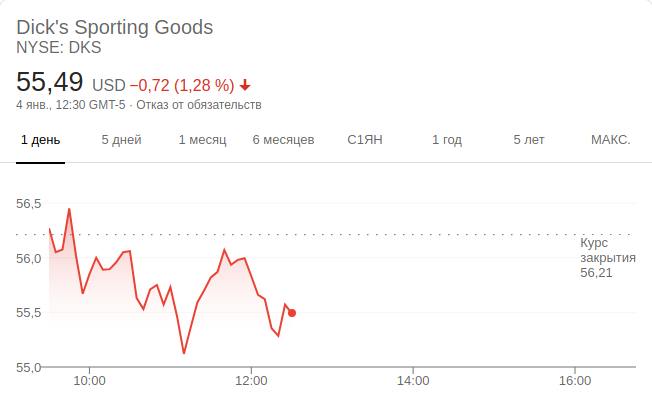 Dick's Sporting Goods
NYSE: DKS
55,49 USD −0,72 (1,28 %)
4 янв., 12:30 GMT-5 · Отказ от обязательств
1 день 5 дней 1 месяц 6 месяцев С1ЯН 1 год 5 лет МАКС.
56,5
Курс
56,0 закрытия
56,21
55,5
55,0
10:00 12:00 14:00 16:00